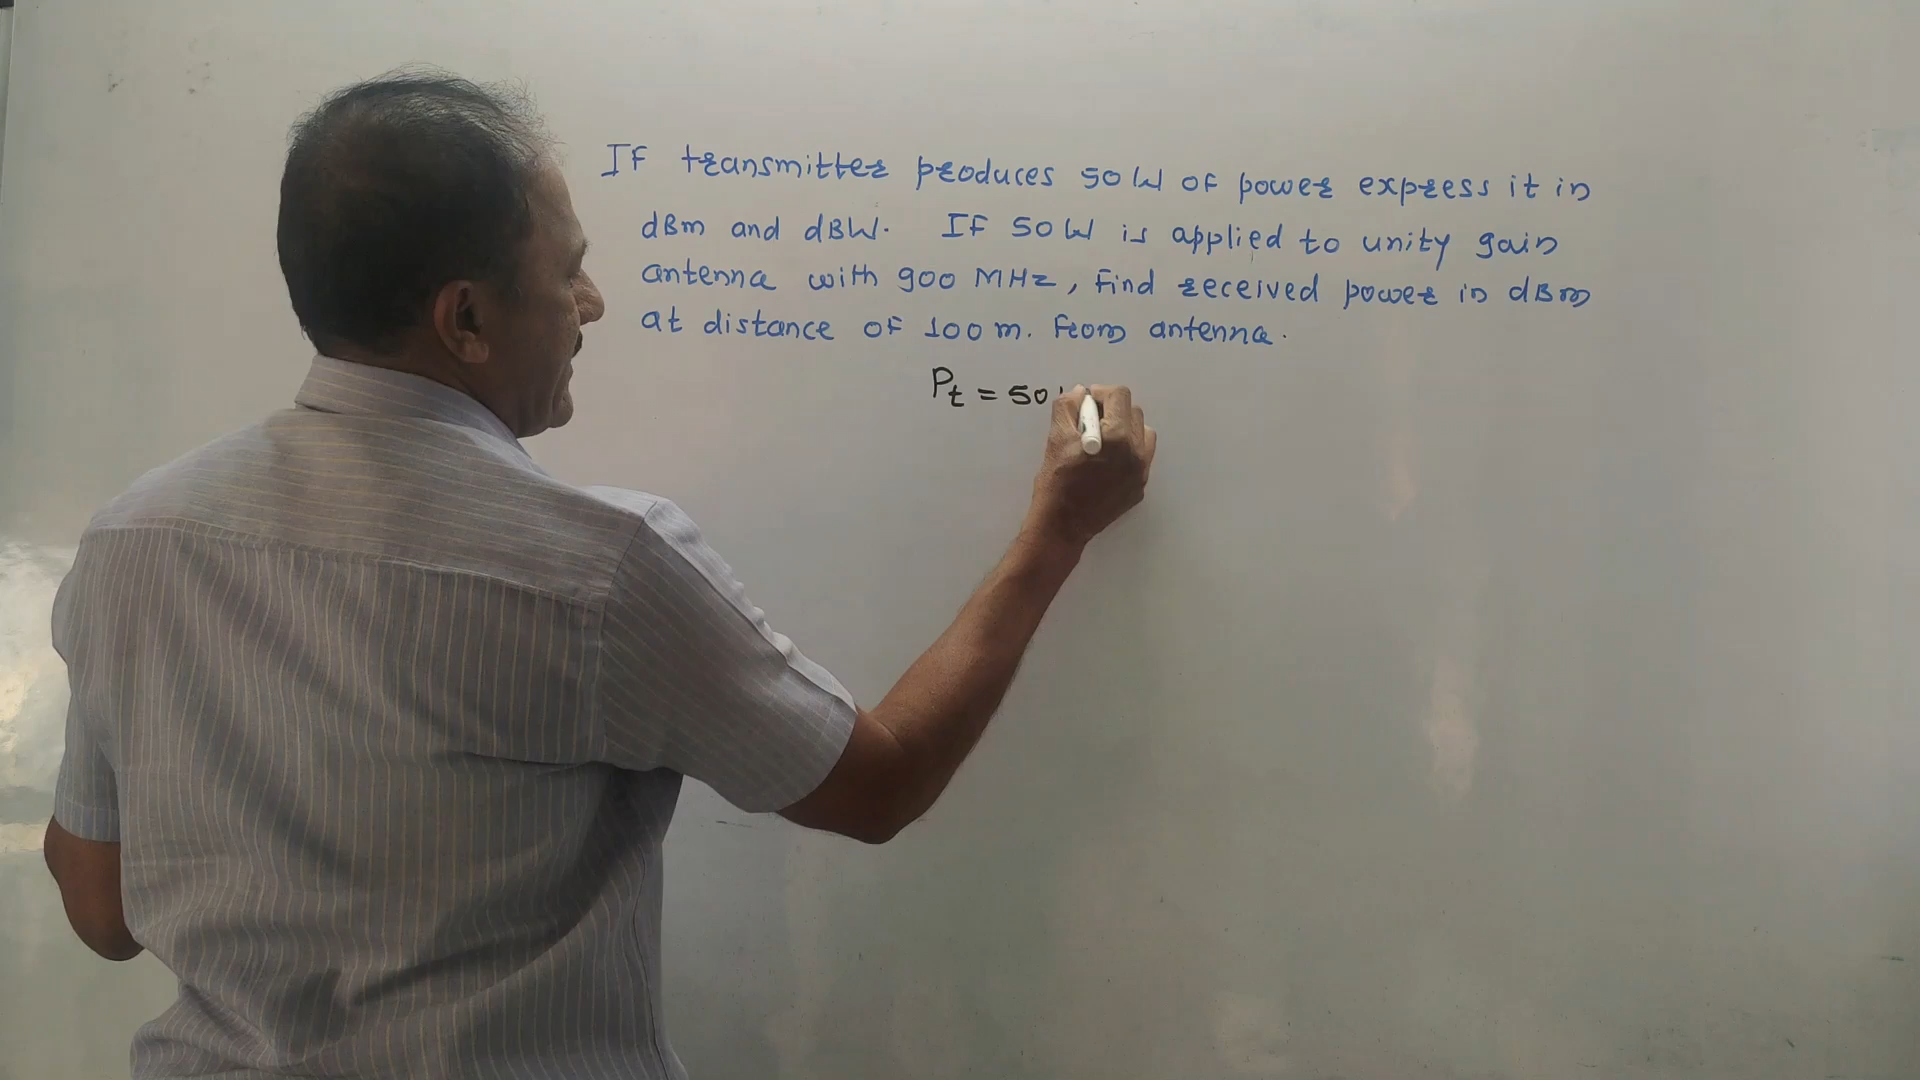 If transmitter produces 50W of power express it in
dBm and dBW. If 50W is applied to unity gain
antenna with 900 MHz, Find received power in dBm
at distance of 100 m. from antenna.
Pt = 50